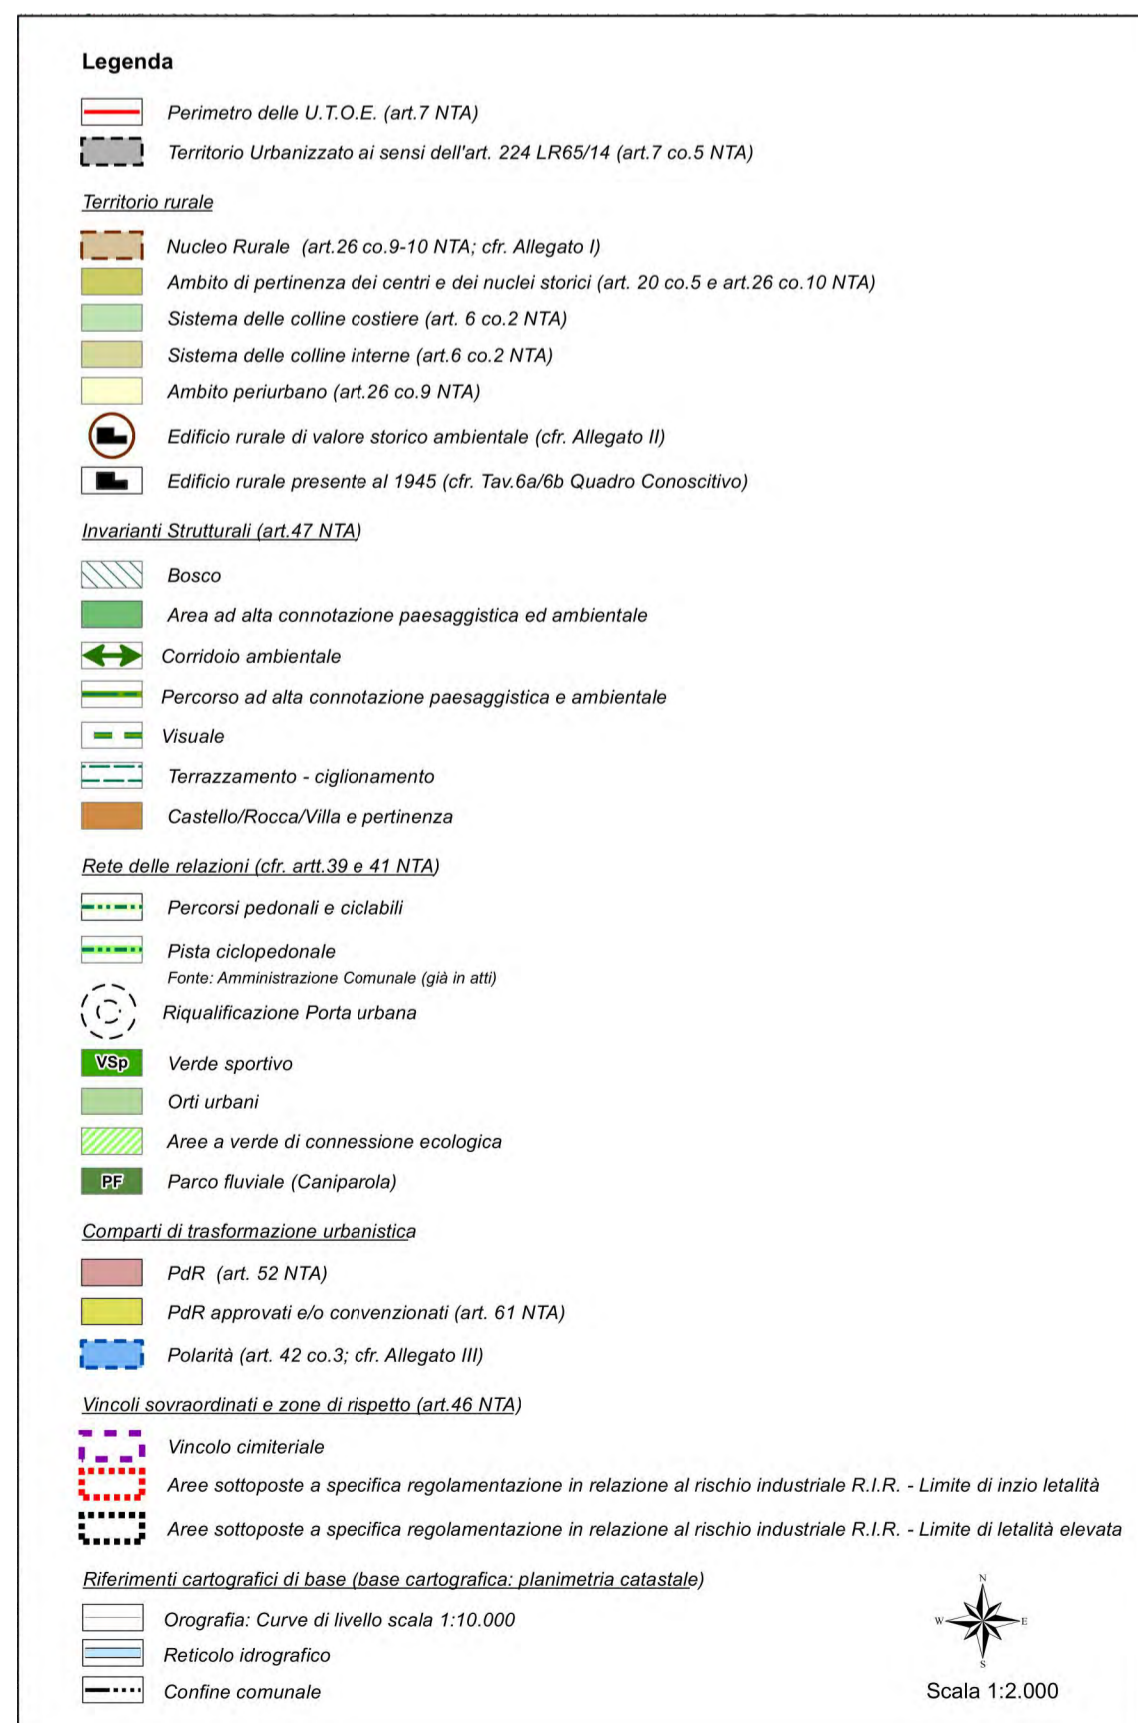 Legenda
Perimetro delle U.T.O.E. (art.7 NTA)
Territorio Urbanizzato ai sensi dell'art. 224 LR65/14 (art.7 co.5 NTA)
Territorio rurale
Nucleo Rurale (art.26 co.9-10 NTA; cfr. Allegato I)
Ambito di pertinenza dei centri e dei nuclei storici (art. 20 co.5 e art.26 co.10 NTA)
Sistema delle colline costiere (art. 6 co.2 NTA)
Sistema delle colline interne (art.6 co.2 NTA)
Ambito periurbano (art.26 co.9 NTA)
Edificio rurale di valore storico ambientale (cfr. Allegato II)
Edificio rurale presente al 1945 (cfr. Tav.6a/6b Quadro Conoscitivo)
Invarianti Strutturali (art.47 NTA)
Bosco
Area ad alta connotazione paesaggistica ed ambientale
Corridoio ambientale
Percorso ad alta connotazione paesaggistica e ambientale
Visuale
Terrazzamento - ciglionamento
Castello/Rocca/Villa e pertinenza
Rete delle relazioni (cfr. artt.39 e 41 NTA)
Percorsi pedonali e ciclabili
Pista ciclopedonale
Fonte: Amministrazione Comunale (già in atti)
Riqualificazione Porta urbana
VSp Verde sportivo
Orti urbani
Aree a verde di connessione ecologica
PF Parco fluviale (Caniparola)
Comparti di trasformazione urbanistica
PdR (art. 52 NTA)
PdR approvati e/o convenzionati (art. 61 NTA)
Polarità (art. 42 co.3; cfr. Allegato III)
Vincoli sovraordinati e zone di rispetto (art.46 NTA)
Vincolo cimiteriale
Aree sottoposte a specifica regolamentazione in relazione al rischio industriale R.I.R. - Limite di inzio letalità
Aree sottoposte a specifica regolamentazione in relazione al rischio industriale R.I.R. - Limite di letalità elevata
Riferimenti cartografici di base (base cartografica: planimetria catastale)
Orografia: Curve di livello scala 1:10.000
Reticolo idrografico
Confine comunale
N
W E
S
Scala 1:2.000